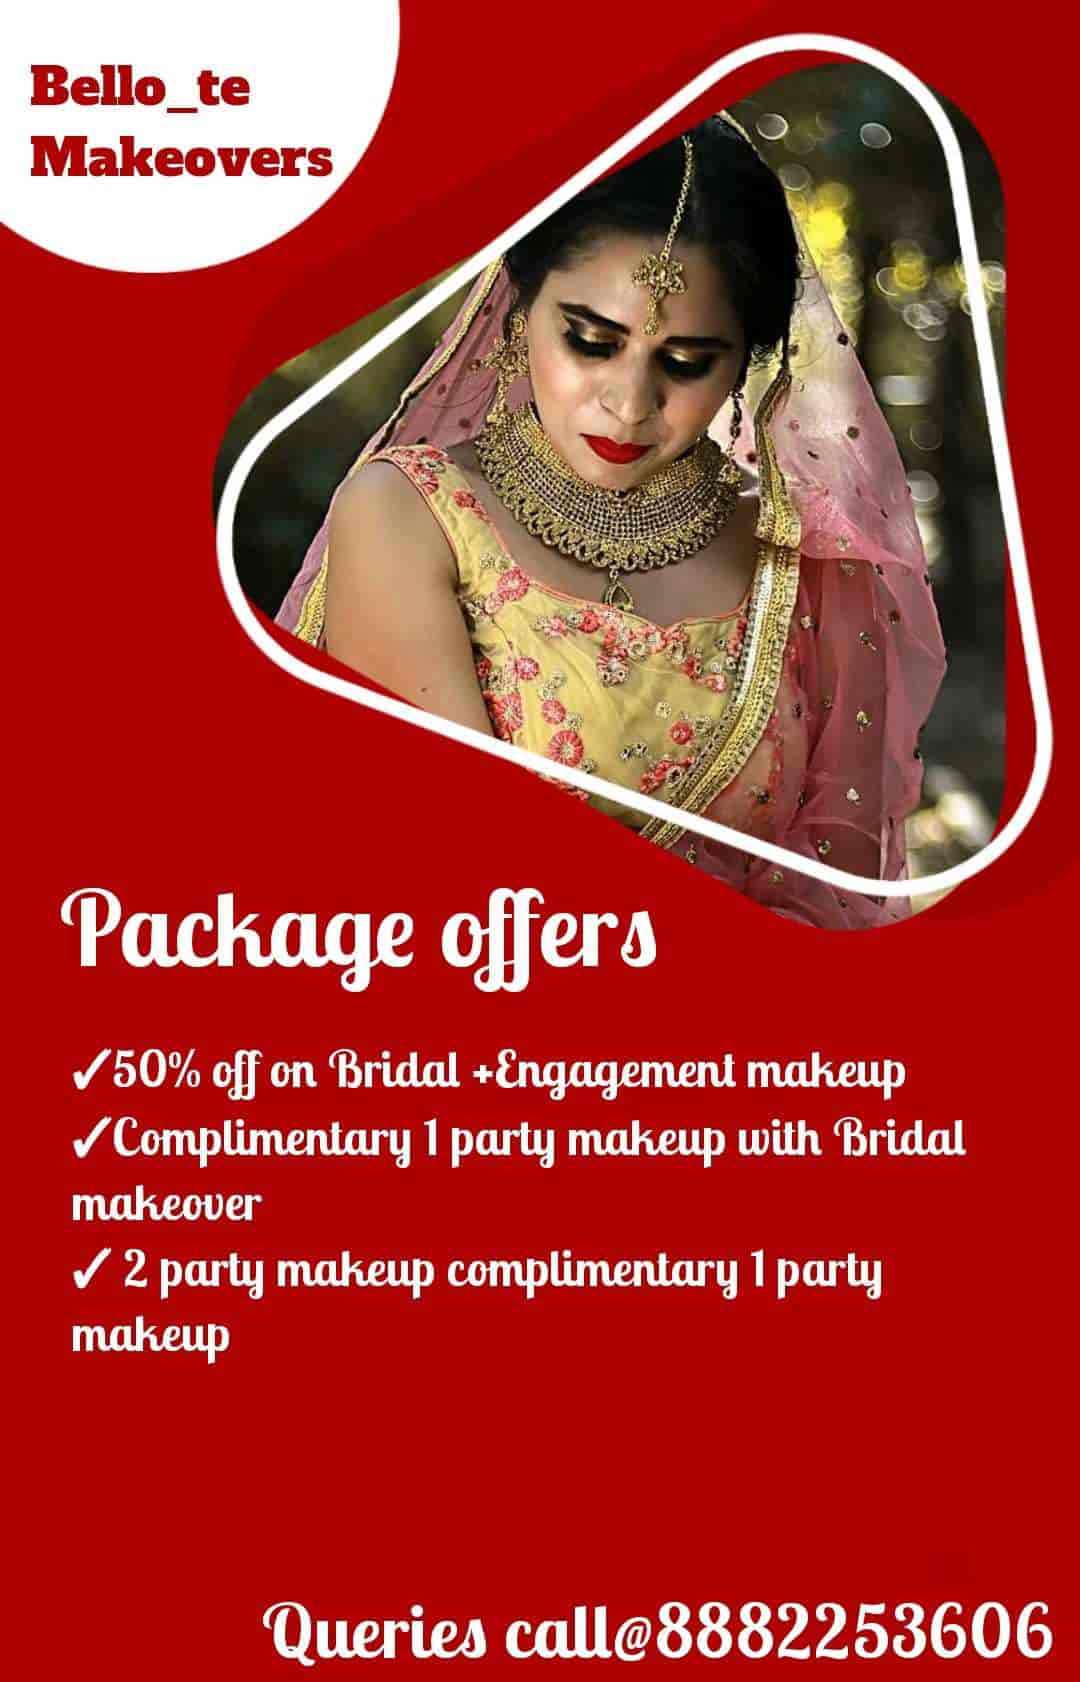 Bello_te
Makeovers
Package offers
✓50% off on Bridal +Engagement makeup
✓Complimentary 1 party makeup with Bridal
makeover
✓ 2 party makeup complimentary 1 party
makeup
Queries call@8882253606